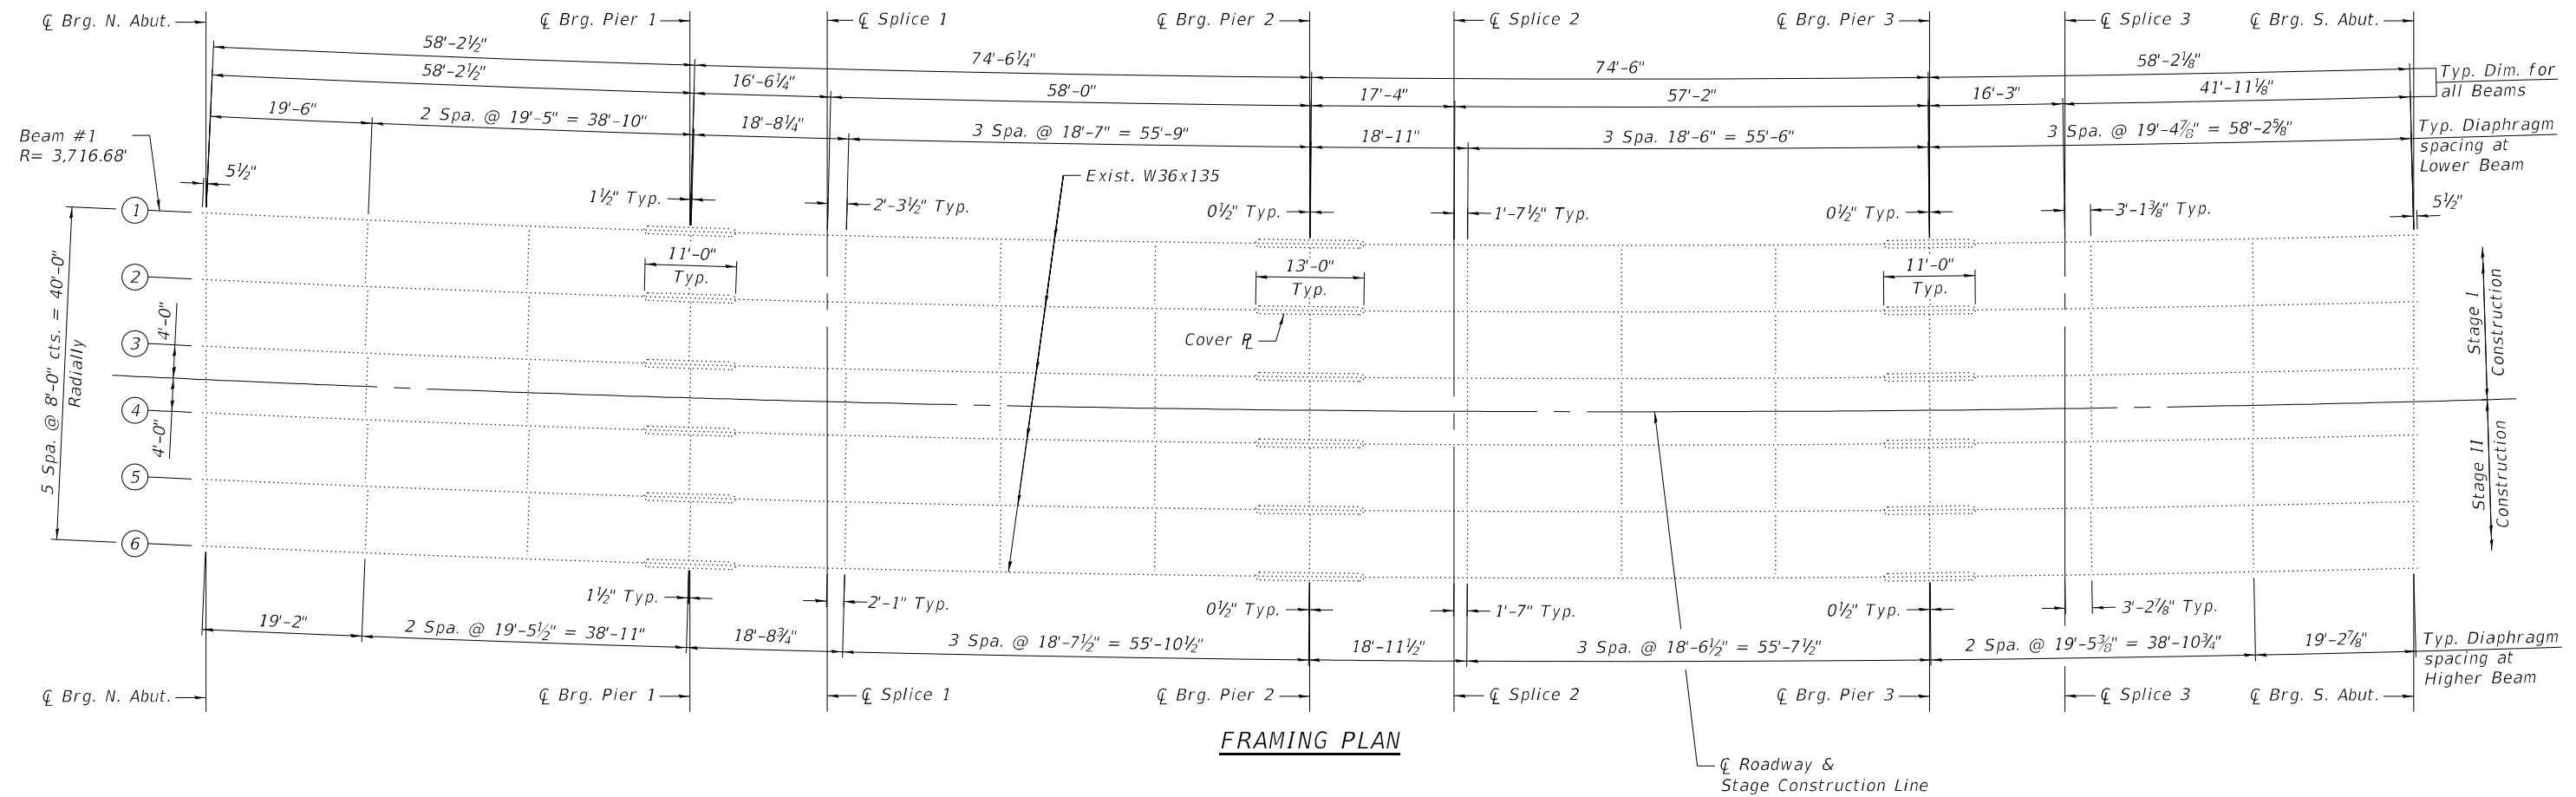 ℄ Brg. N. Abut.
℄ Brg. Pier 1
℄ Splice 1
℄ Brg. Pier 2
℄ Splice 2
℄ Brg. Pier 3
℄ Splice 3
℄ Brg. S. Abut.
58'-2½"
74'-6¼"
74'-6"
58'-2⅛"
Typ. Dim. for
all Beams
58'-2½"
16'-6¼"
58'-0"
17'-4"
57'-2"
16'-3"
41'-11⅛"
19'-6"
2 Spa. @ 19'-5" = 38'-10"
18'-8¼"
3 Spa. @ 18'-7" = 55'-9"
18'-11"
3 Spa. 18'-6" = 55'-6"
3 Spa. @ 19'-4⅞" = 58'-2⅝"
Typ. Diaphragm
spacing at
Lower Beam
Beam #1
R= 3,716.68'
5½"
1½" Typ.
2'-3½" Typ.
Exist. W36x135
0½" Typ.
1'-7½" Typ.
0½" Typ.
3'-1⅜" Typ.
5½"
1
2
3
4
5
6
5 Spa. @ 8'-0" cts. = 40'-0"
Radially
4'-0"
4'-0"
11'-0"
Typ.
13'-0"
Typ.
11'-0"
Typ.
Cover ℄
Stage I
Construction
Stage II
Construction
1½" Typ.
2'-1" Typ.
0½" Typ.
1'-7" Typ.
0½" Typ.
3'-2⅞" Typ.
19'-2"
2 Spa. @ 19'-5½" = 38'-11"
18'-8¾"
3 Spa. @ 18'-7½" = 55'-10½"
18'-11½"
3 Spa. @ 18'-6½" = 55'-7½"
2 Spa. @ 19'-5⅜" = 38'-10¾"
19'-2⅞"
Typ. Diaphragm
spacing at
Higher Beam
℄ Brg. N. Abut.
℄ Brg. Pier 1
℄ Splice 1
℄ Brg. Pier 2
℄ Splice 2
℄ Brg. Pier 3
℄ Splice 3
℄ Brg. S. Abut.
FRAMING PLAN
℄ Roadway &
Stage Construction Line